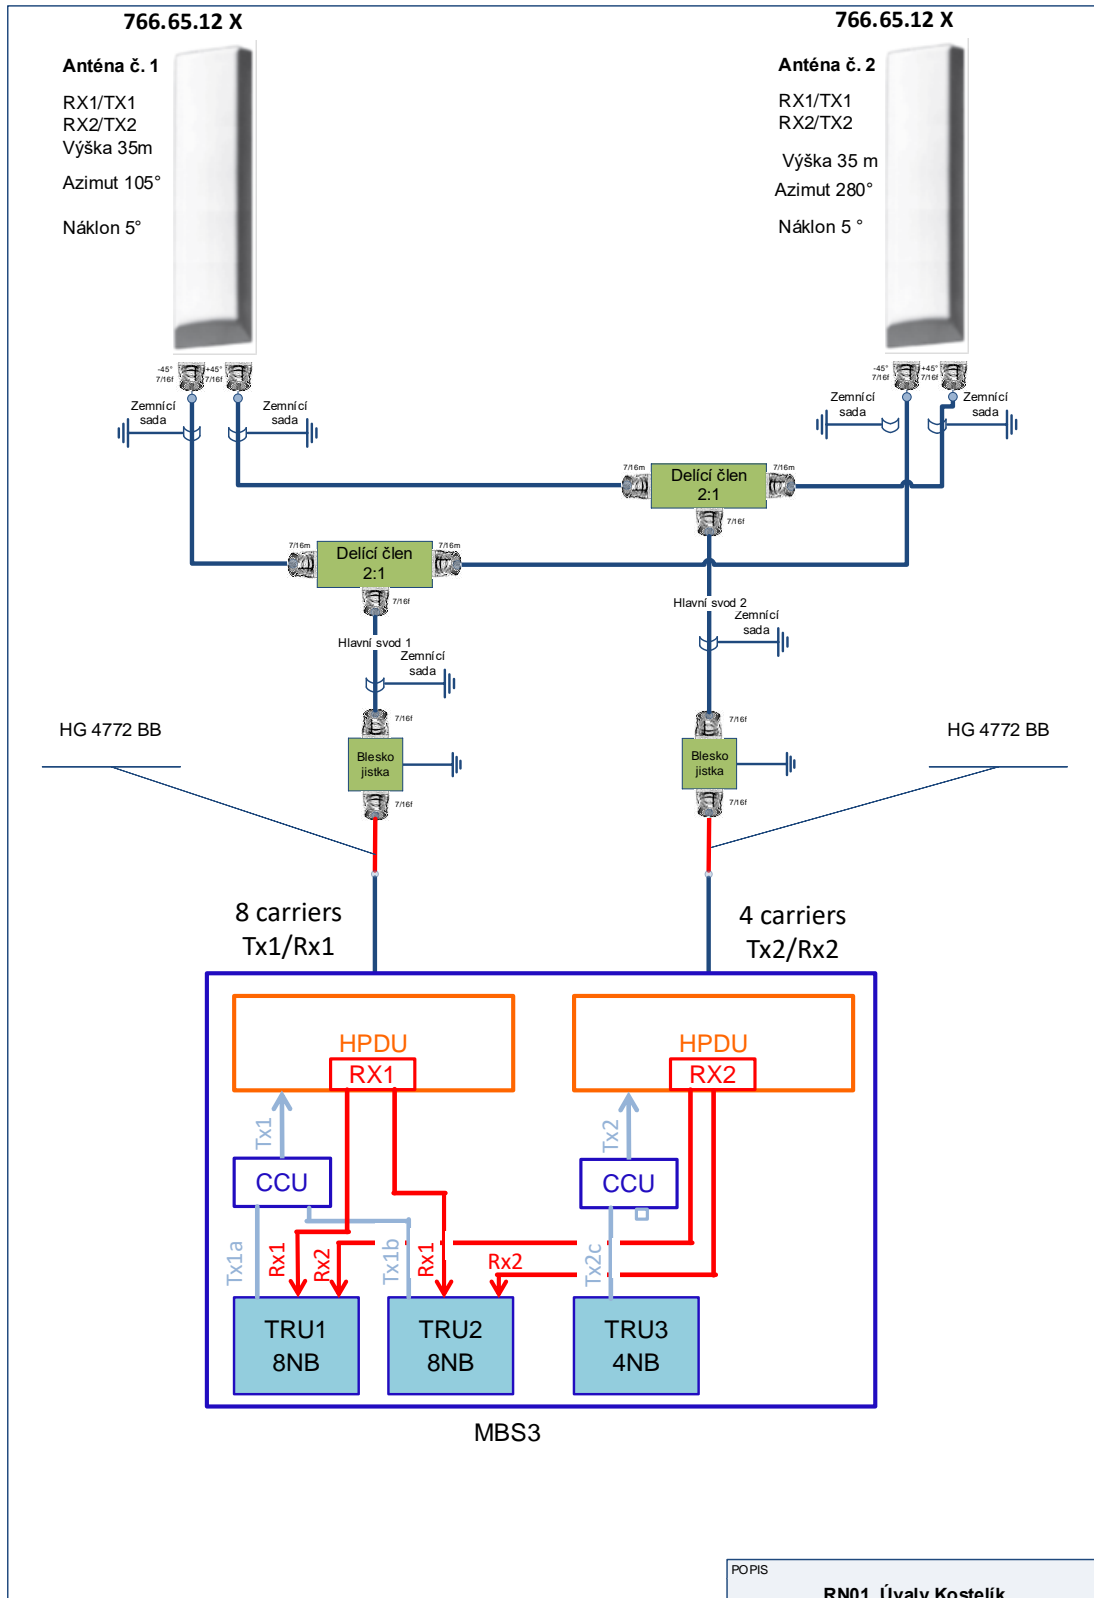 766.65.12 X
Anténa č. 1
RX1/TX1
RX2/TX2
Výška 35m
Azimut 105°
Náklon 5°
766.65.12 X
Anténa č. 2
RX1/TX1
RX2/TX2
Výška 35 m
Azimut 280°
Náklon 5 °
-45°
7/16f
+45°
7/16f
-45°
7/16f
+45°
7/16f
Zemnící
sada
Zemnící
sada
Zemnící
sada
Zemnící
sada
7/16m
Delící člen
2:1
7/16m
7/16f
7/16m
Delící člen
2:1
7/16m
7/16f
Hlavní svod 2
Zemnící
sada
Hlavní svod 1
Zemnící
sada
7/16f
7/16f
HG 4772 BB
Blesko
jistka
Blesko
jistka
HG 4772 BB
7/16f
7/16f
8 carriers
Tx1/Rx1
4 carriers
Tx2/Rx2
HPDU
RX1
HPDU
RX2
Tx1
Tx2
CCU
CCU
Tx1a
Rx1
Rx2
Tx1b
Rx1
Rx2
Tx2c
TRU1
8NB
TRU2
8NB
TRU3
4NB
MBS3
POPIS
RN01 Úvaly Kostelík